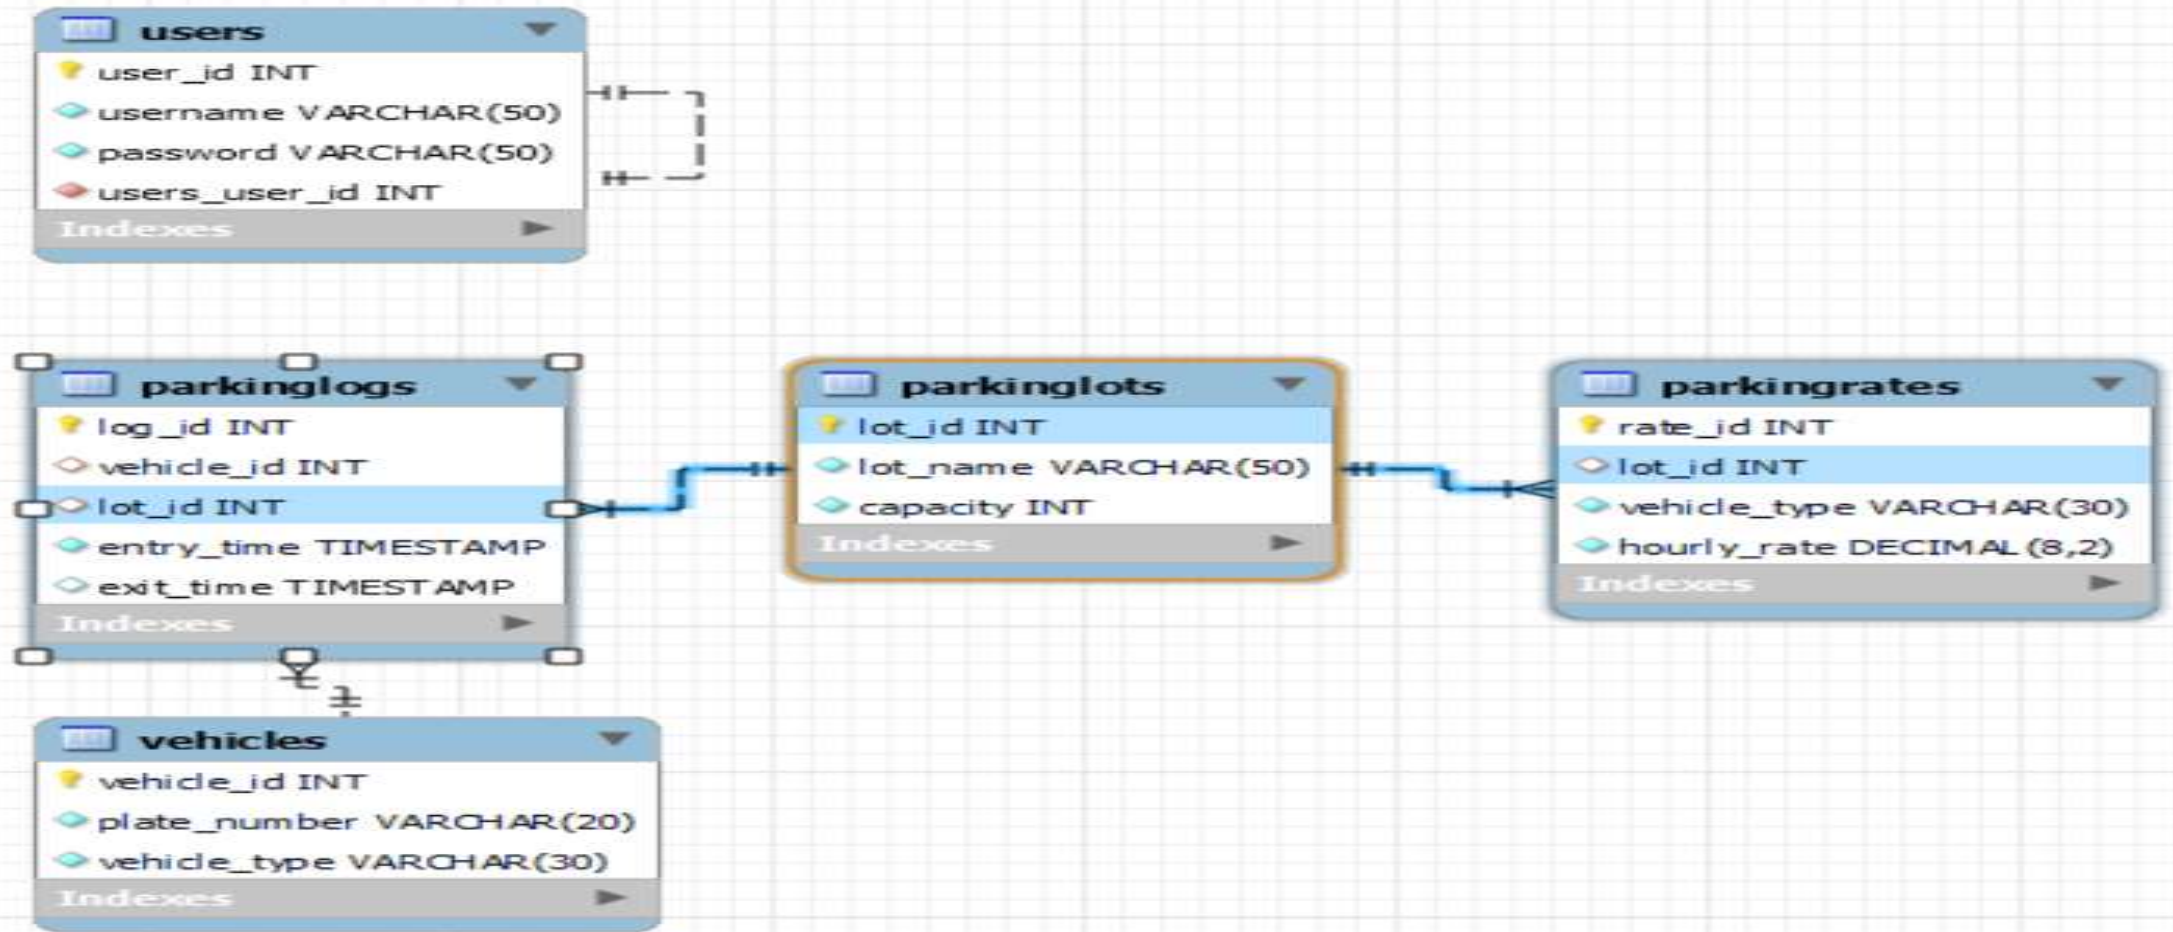 users
user_id INT
username VARCHAR(50)
password VARCHAR(50)
users_user_id INT
Indexes
parkinglogs
log_id INT
vehicle_id INT
lot_id INT
entry_time TIMESTAMP
exit_time TIMESTAMP
Indexes
parkinglots
lot_id INT
lot_name VARCHAR(50)
capacity INT
Indexes
parkingrates
rate_id INT
lot_id INT
vehicle_type VARCHAR(30)
hourly_rate DECIMAL(8,2)
Indexes
vehicles
vehicle_id INT
plate_number VARCHAR(20)
vehicle_type VARCHAR(30)
Indexes